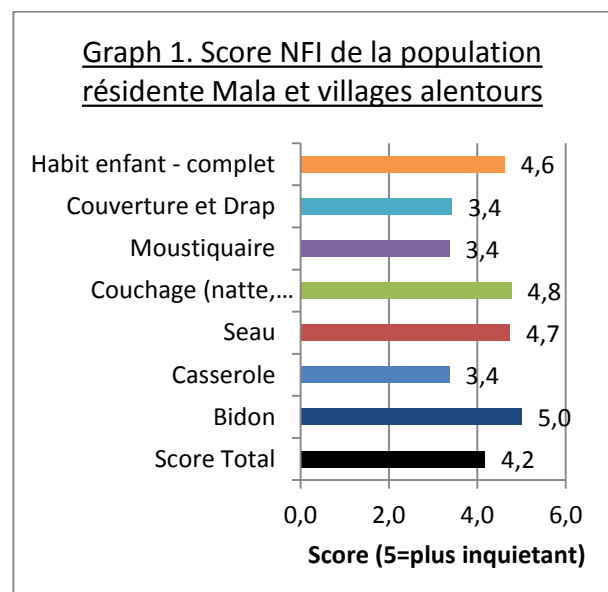 Graph 1. Score NFI de la population
résidente Mala et villages alentours
Habit enfant - complet 4,6
Couverture et Drap 3,4
Moustiquaire 3,4
Couchage (natte,... 4,8
Seau 4,7
Casserole 3,4
Bidon 5,0
Score Total 4,2
0,0 2,0 4,0 6,0
Score (5=plus inquietant)